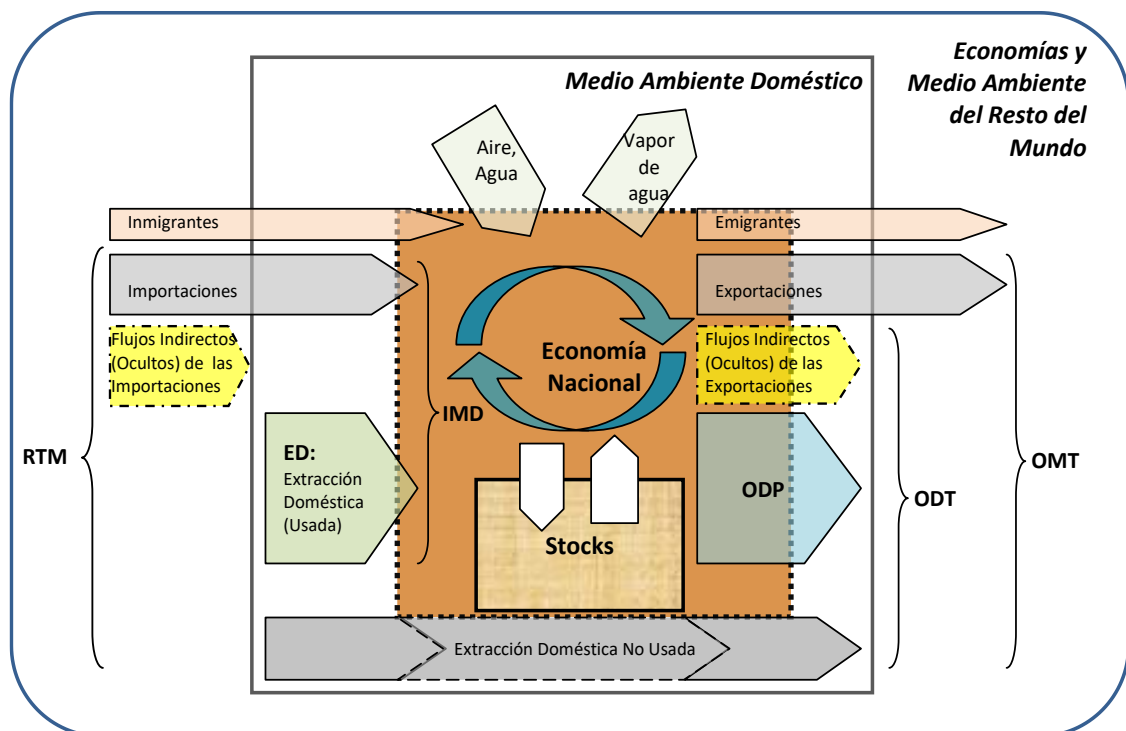 Economías y
Medio Ambiente
del Resto del
Mundo
Medio Ambiente Doméstico
Aire,
Agua
Vapor
de
agua
Inmigrantes
Emigrantes
Importaciones
Exportaciones
Flujos Indirectos
(Ocultos) de las
Importaciones
Economía
Nacional
Flujos Indirectos
(Ocultos) de las
Exportaciones
IMD
RTM
ED:
Extracción
Doméstica
(Usada)
ODP
ODT
OMT
Stocks
Extracción Doméstica No Usada